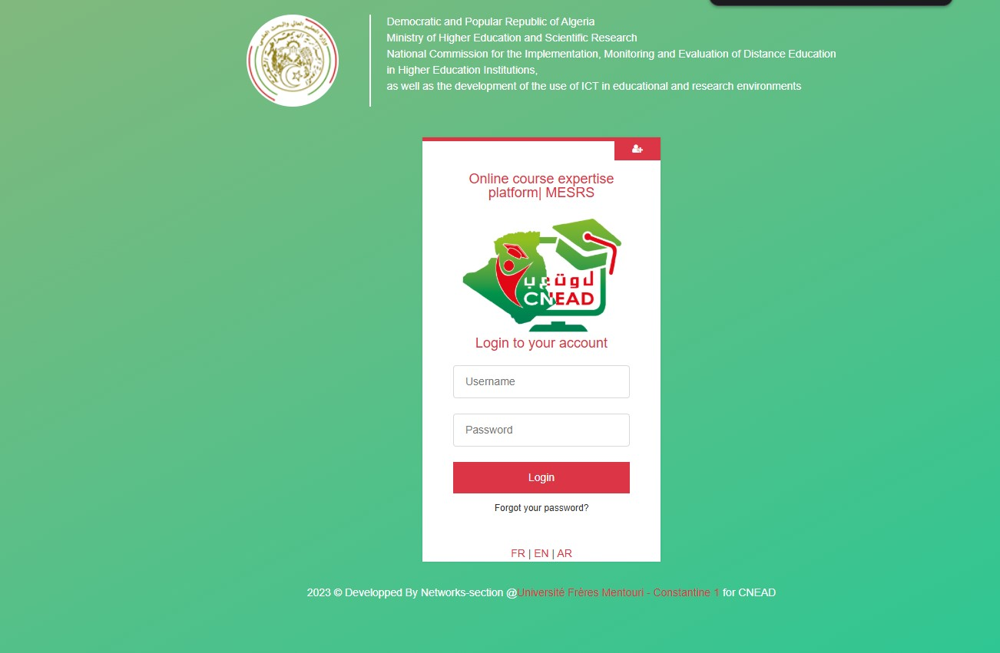 Democratic and Popular Republic of Algeria
Ministry of Higher Education and Scientific Research
National Commission for the Implementation, Monitoring and Evaluation of Distance Education
in Higher Education Institutions,
as well as the development of the use of ICT in educational and research environments
Online course expertise
platform| MESRS
CNEAD
Login to your account
Username
Password
Login
Forgot your password?
FR | EN | AR
2023 © Developped By Networks-section @Université Frères Mentouri - Constantine 1 for CNEAD